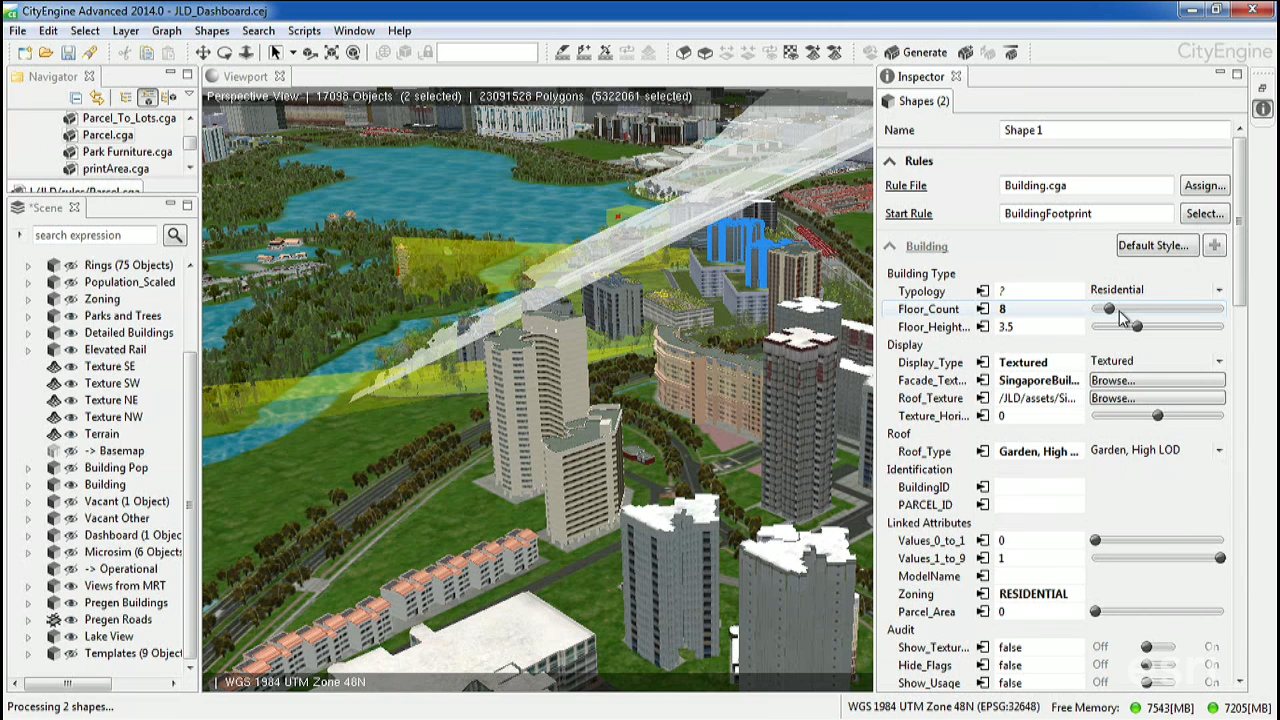 CityEngine Advanced 2014.0 - JLD_Dashboard.cej
File Edit Select Layer Graph Shapes Search Scripts Window Help
Generate CityEngine
Navigator
Parcel_To_Lots.cga
Parcel.cga
Park Furniture.cga
printArea.cga
*Scene
search expression
Rings (75 Objects)
Population_Scaled
Zoning
Parks and Trees
Detailed Buildings
Elevated Rail
Texture SE
Texture SW
Texture NE
Texture NW
Terrain
-> Basemap
Building Pop
Building
Vacant (1 Object)
Vacant Other
Dashboard (1 Obje
Microsim (6 Objects
-> Operational
Views from MRT
Pregen Buildings
Pregen Roads
Lake View
Templates (9 Object
Viewport
Perspective View | 17098 Objects (2 selected) | 23091528 Polygons (5322061 selected)
| WGS 1984 UTM Zone 48N
Inspector
Shapes (2)
Name Shape 1
Rules
Rule File Building.cga Assign...
Start Rule BuildingFootprint Select...
Building Default Style...
Building Type
Typology ? Residential
Floor_Count 8
Floor_Height... 3.5
Display
Display_Type Textured Textured
Facade_Text... SingaporeBuil... Browse...
Roof_Texture /JLD/assets/Si... Browse...
Texture_Hori... 0
Roof
Roof_Type Garden, High ... Garden, High LOD
Identification
BuildingID
PARCEL_ID
Linked Attributes
Values_0_to_1 0
Values_1_to_9 1
ModelName
Zoning RESIDENTIAL
Parcel_Area 0
Audit
Show_Textur... false Off On
Hide_Flags false Off On
Show_Usage false Off On
Processing 2 shapes...
WGS 1984 UTM Zone 48N (EPSG:32648) Free Memory: 7543[MB] 7205[MB]